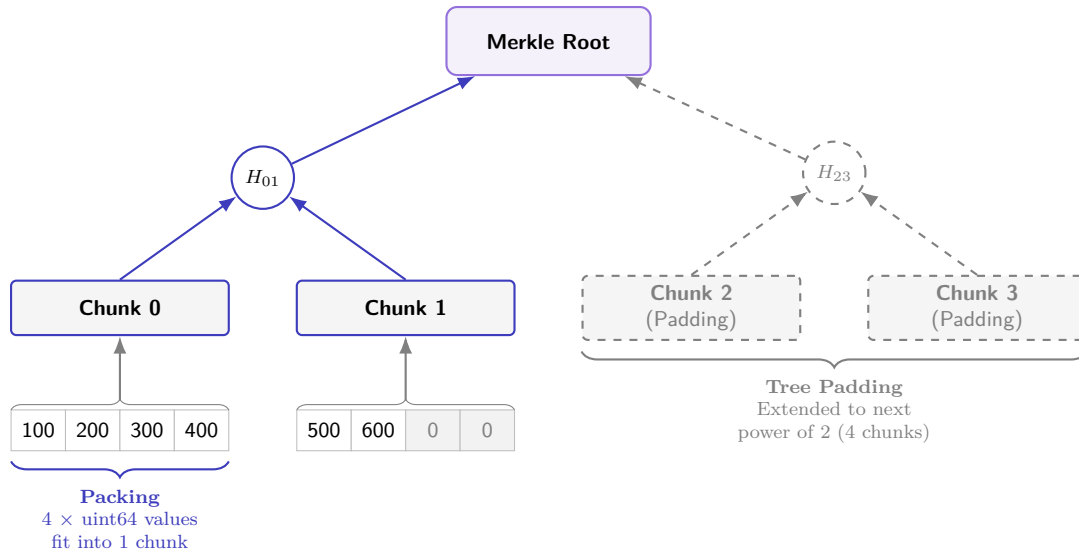 Merkle Root
H01
H23
Chunk 0
Chunk 1
Chunk 2
(Padding)
Chunk 3
(Padding)
100 200 300 400
500 600 0 0
Tree Padding
Extended to next
power of 2 (4 chunks)
Packing
4 × uint64 values
fit into 1 chunk